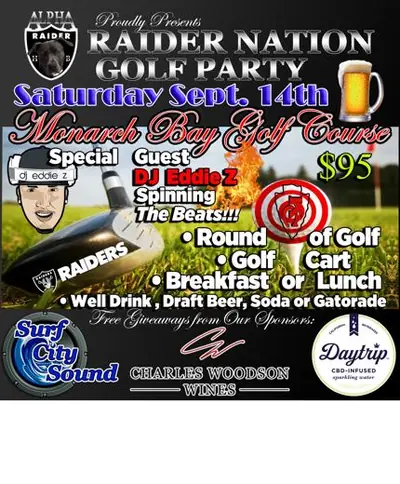 ALPHA
RAIDER
H B
Proudly Presents
RAIDER NATION
GOLF PARTY
Saturday Sept. 14th
Monarch Bay Golf Course
Special Guest
$95
dj eddie z
DJ Eddie Z
Spinning
The Beats!!!
RAIDERS
• Round of Golf
• Golf Cart
• Breakfast or Lunch
• Well Drink , Draft Beer, Soda or Gatorade
Free Giveaways from Our Sponsors:
Surf
City
Sound
CHARLES WOODSON
WINES
Daytrip
CBD-INFUSED
sparkling water